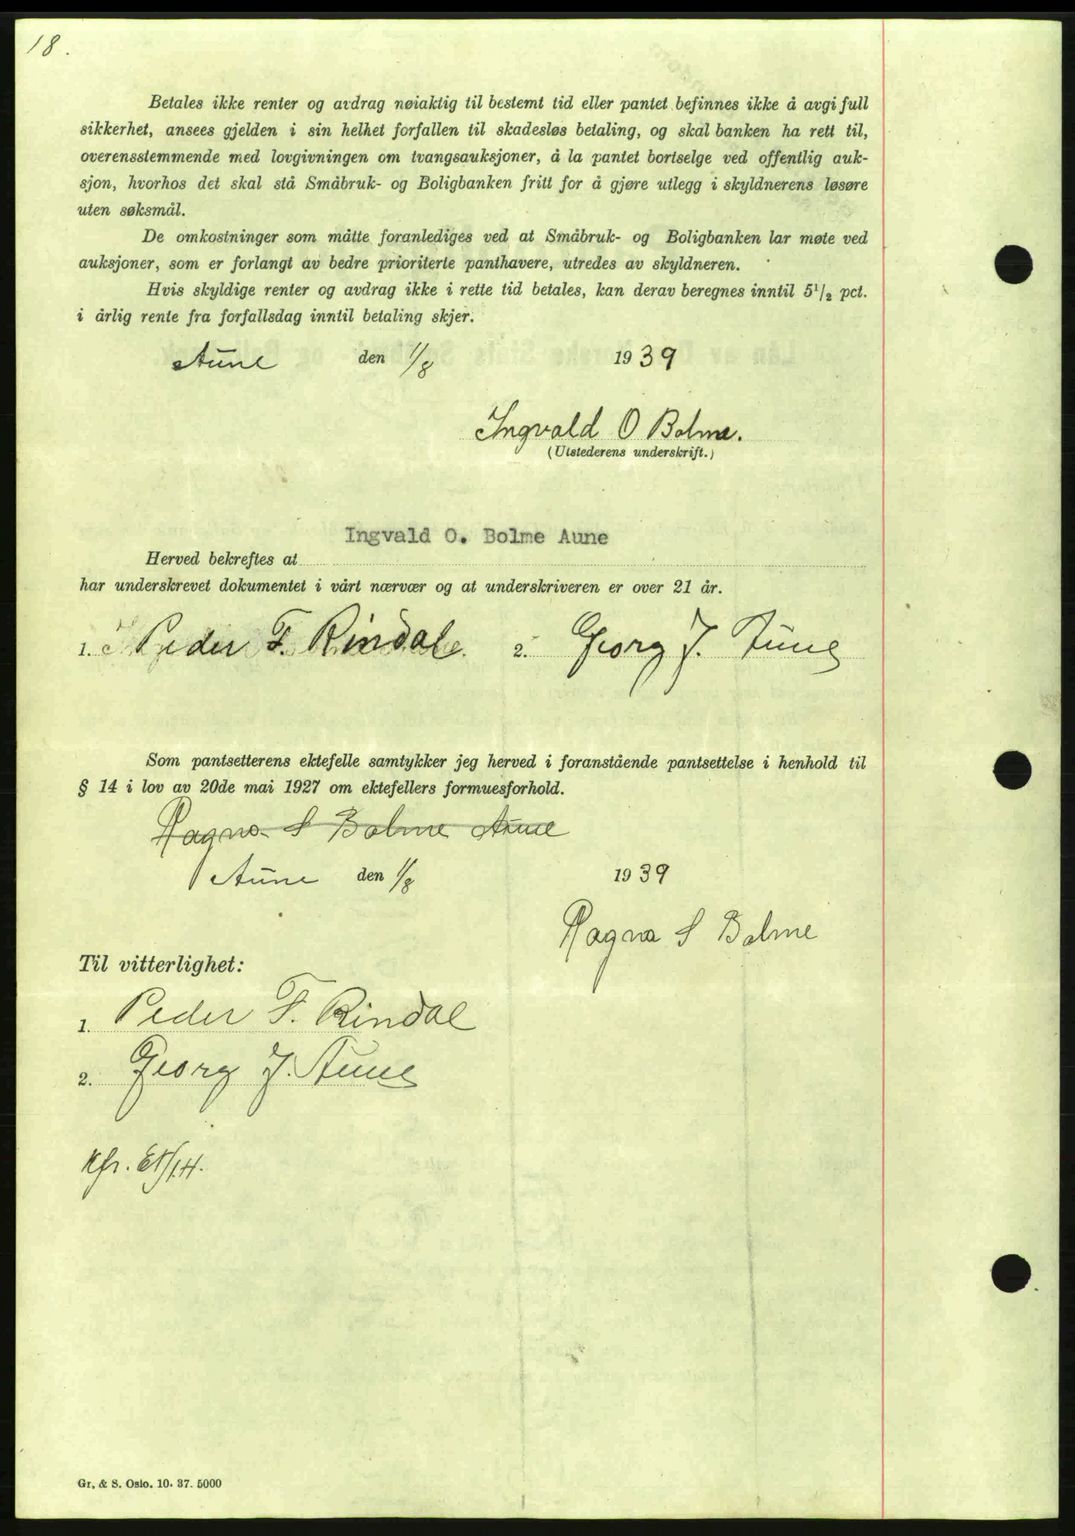 18.
Betales ikke renter og avdrag nøiaktig til bestemt tid eller pantet befinnes ikke å avgi full
sikkerhet, ansees gjelden i sin helhet forfallen til skadesløs betaling, og skal banken ha rett til,
overensstemmende med lovgivningen om tvangsauksjoner, å la pantet bortselge ved offentlig auk-
sjon, hvorhos det skal stå Småbruk- og Boligbanken fritt for å gjøre utlegg i skyldnerens løsøre
uten søksmål.
De omkostninger som måtte foranlediges ved at Småbruk- og Boligbanken lar møte ved
auksjoner, som er forlangt av bedre prioriterte panthavere, utredes av skyldneren.
Hvis skyldige renter og avdrag ikke i rette tid betales, kan derav beregnes inntil 5 1/2 pct.
i årlig rente fra forfallsdag inntil betaling skjer.
Aune den 1/8 1939
Ingvald O Bolme.
(Utstederens underskrift.)
Ingvald O. Bolme Aune
Herved bekreftes at
har underskrevet dokumentet i vårt nærvær og at underskriveren er over 21 år.
1. Peder F. Rindal 2. Georg J. Aune
Som pantsetterens ektefelle samtykker jeg herved i foranstående pantsettelse i henhold til
§ 14 i lov av 20de mai 1927 om ektefellers formuesforhold.
Ragna S Bolme Aune
Aune den 1/8 1939
Ragna S Bolme
Til vitterlighet:
1. Peder F. Rindal
2. Georg J. Aune
Kfr.
Gr. & S. Oslo. 10. 37. 5000